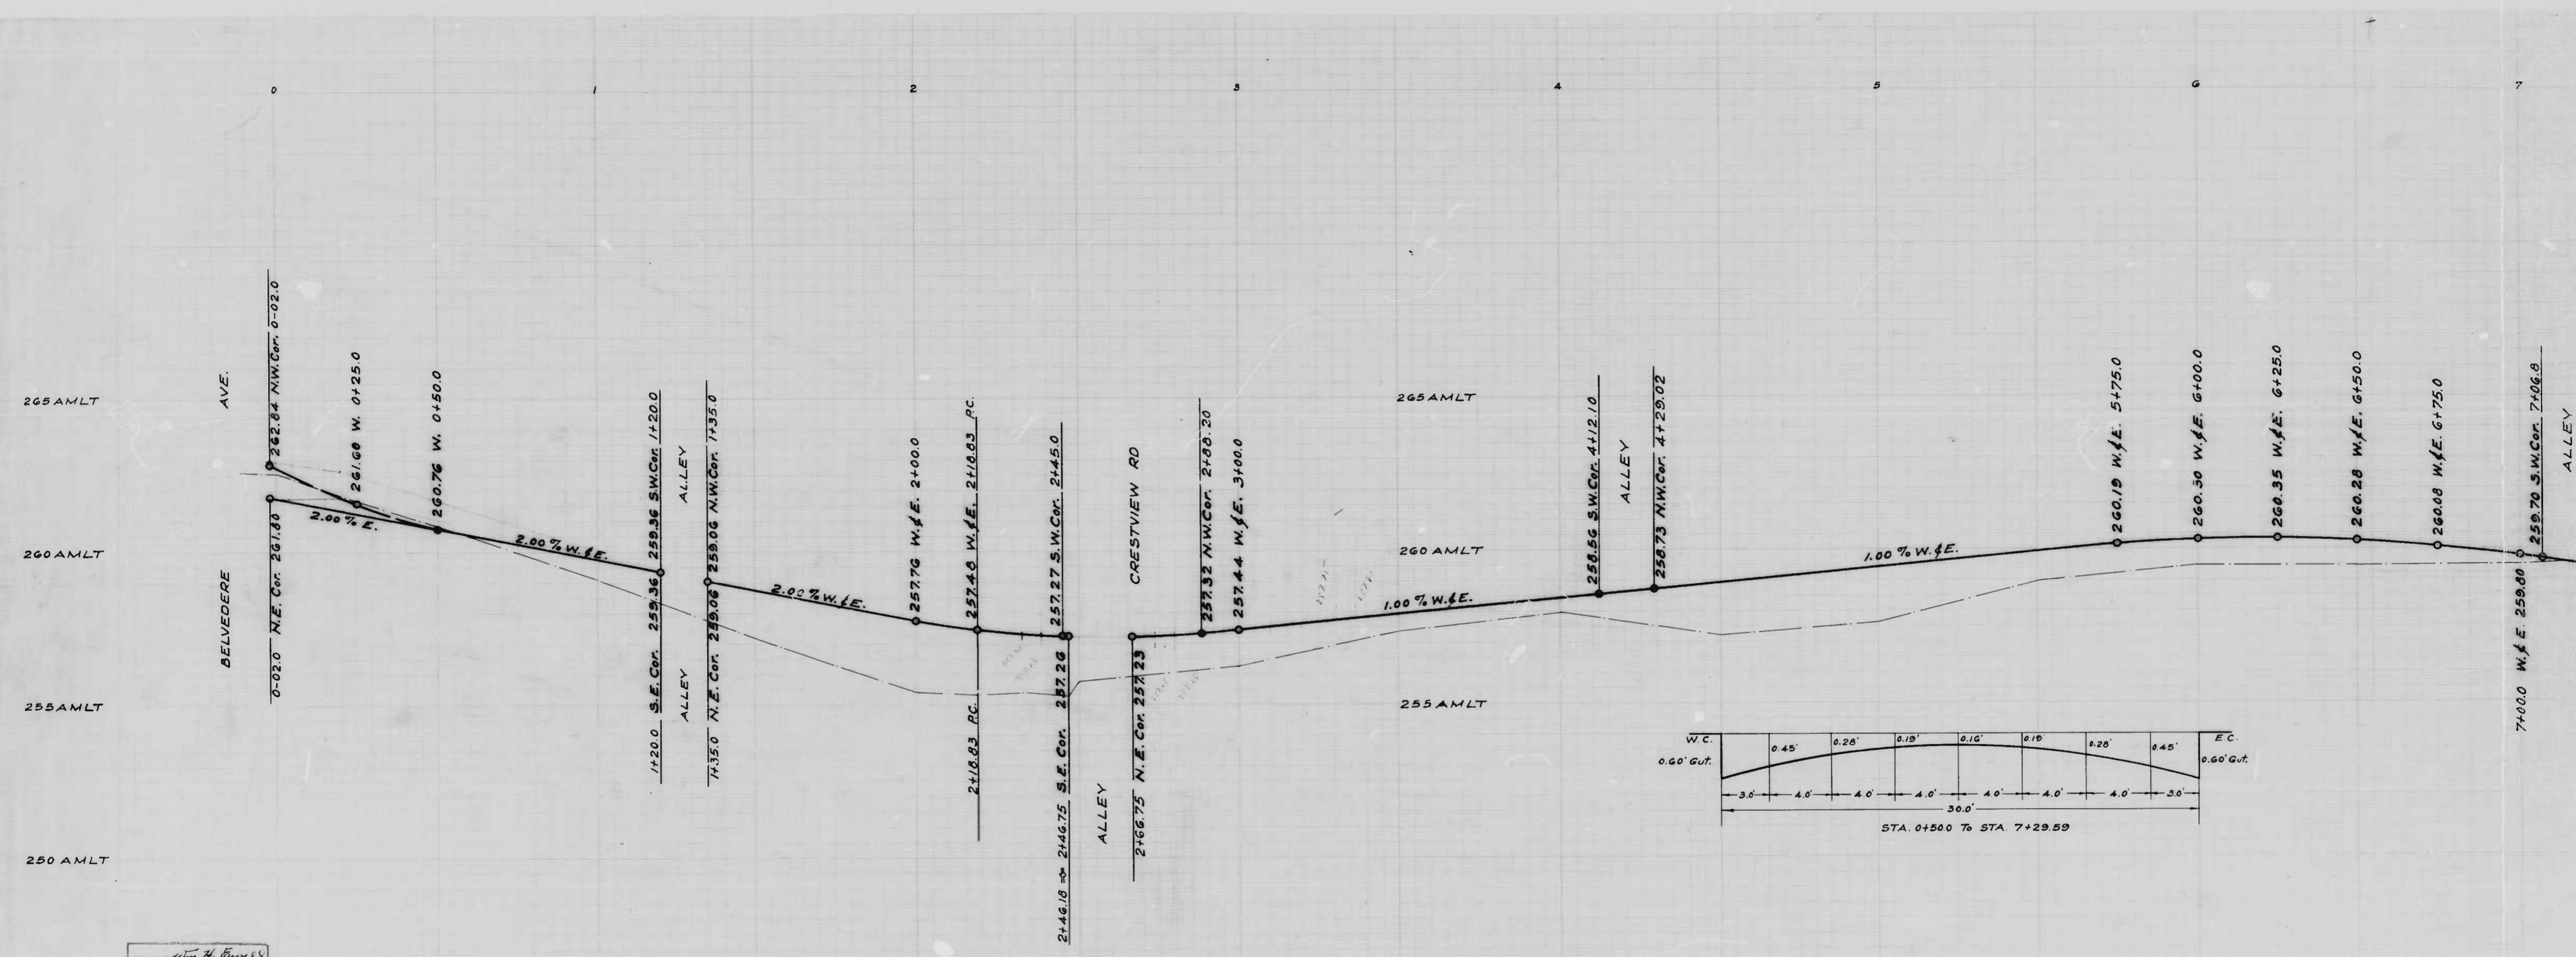 0 1 2 3 4 5 6 7
262.84 N.W.Cor. 0-02.0
261.60 W. 0+25.0
260.76 W. 0+50.0
259.36 S.W.Cor. 1+20.0
ALLEY
259.06 N.W.Cor. 1+35.0
257.76 W.&E. 2+00.0
257.48 W.&E. 2+18.83 P.C.
257.27 S.W.Cor. 2+45.0
CRESTVIEW RD
257.32 N.W.Cor. 2+88.20
257.44 W.&E. 3+00.0
258.56 S.W.Cor. 4+12.10
ALLEY
258.73 N.W.Cor. 4+29.02
260.19 W.&E. 5+75.0
260.30 W.&E. 6+00.0
260.35 W.&E. 6+25.0
260.28 W.&E. 6+50.0
260.08 W.&E. 6+75.0
259.70 S.W.Cor. 7+06.8
ALLEY
265 AMLT
265 AMLT
260 AMLT
260 AMLT
255 AMLT
255 AMLT
250 AMLT
BELVEDERE AVE.
2.00% E.
2.00% W.&E.
2.00% W.&E.
1.00% W.&E.
1.00% W.&E.
0-02.0 N.E. Cor. 261.80
1+20.0 S.E. Cor. 259.36
ALLEY
1+35.0 N.E. Cor. 259.06
2+18.83 P.C.
2+46.18 = 2+46.75 S.E. Cor. 257.26
ALLEY
2+66.75 N.E. Cor. 257.23
7+00.0 W.&E. 259.80
W.C. 0.45' 0.28' 0.19' 0.16' 0.19' 0.28' 0.45' E.C.
0.60' Gut. 0.60' Gut.
3.0' 4.0' 4.0' 4.0' 4.0' 4.0' 4.0' 3.0'
30.0'
STA. 0+50.0 To STA. 7+29.59
Wm. H.